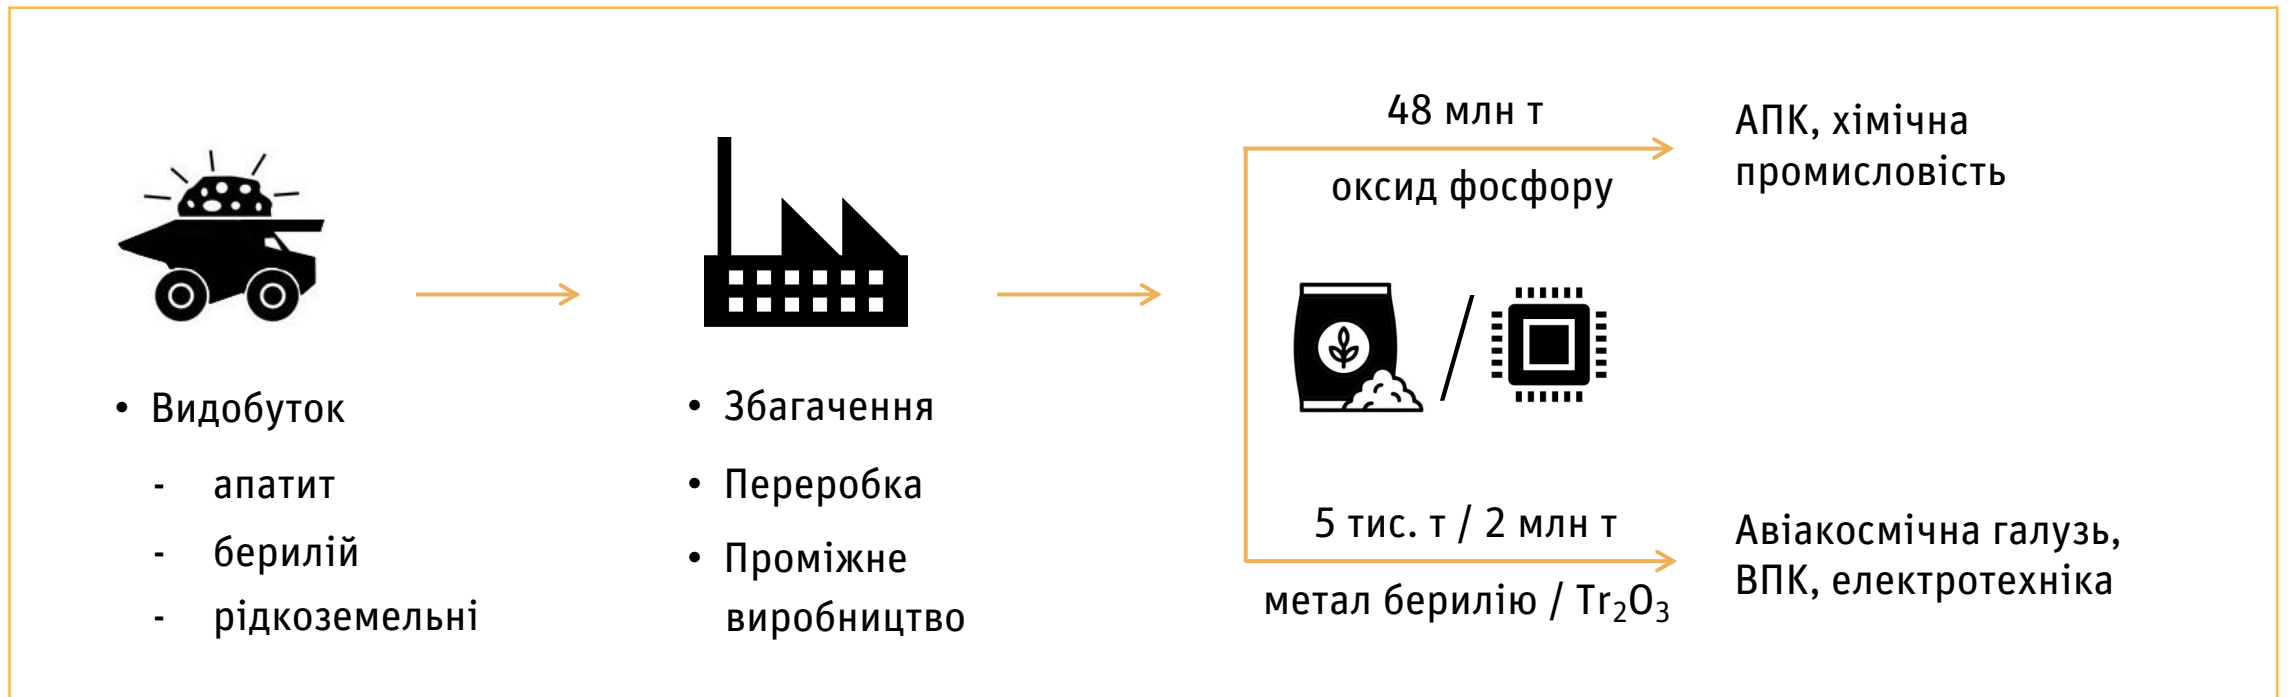 • Видобуток
- апатит
- берилій
- рідкоземельні
• Збагачення
• Переробка
• Проміжне
виробництво
48 млн т
оксид фосфору
АПК, хімічна
промисловість
5 тис. т / 2 млн т
метал берилію / Tr₂O₃
Авіакосмічна галузь,
ВПК, електротехніка